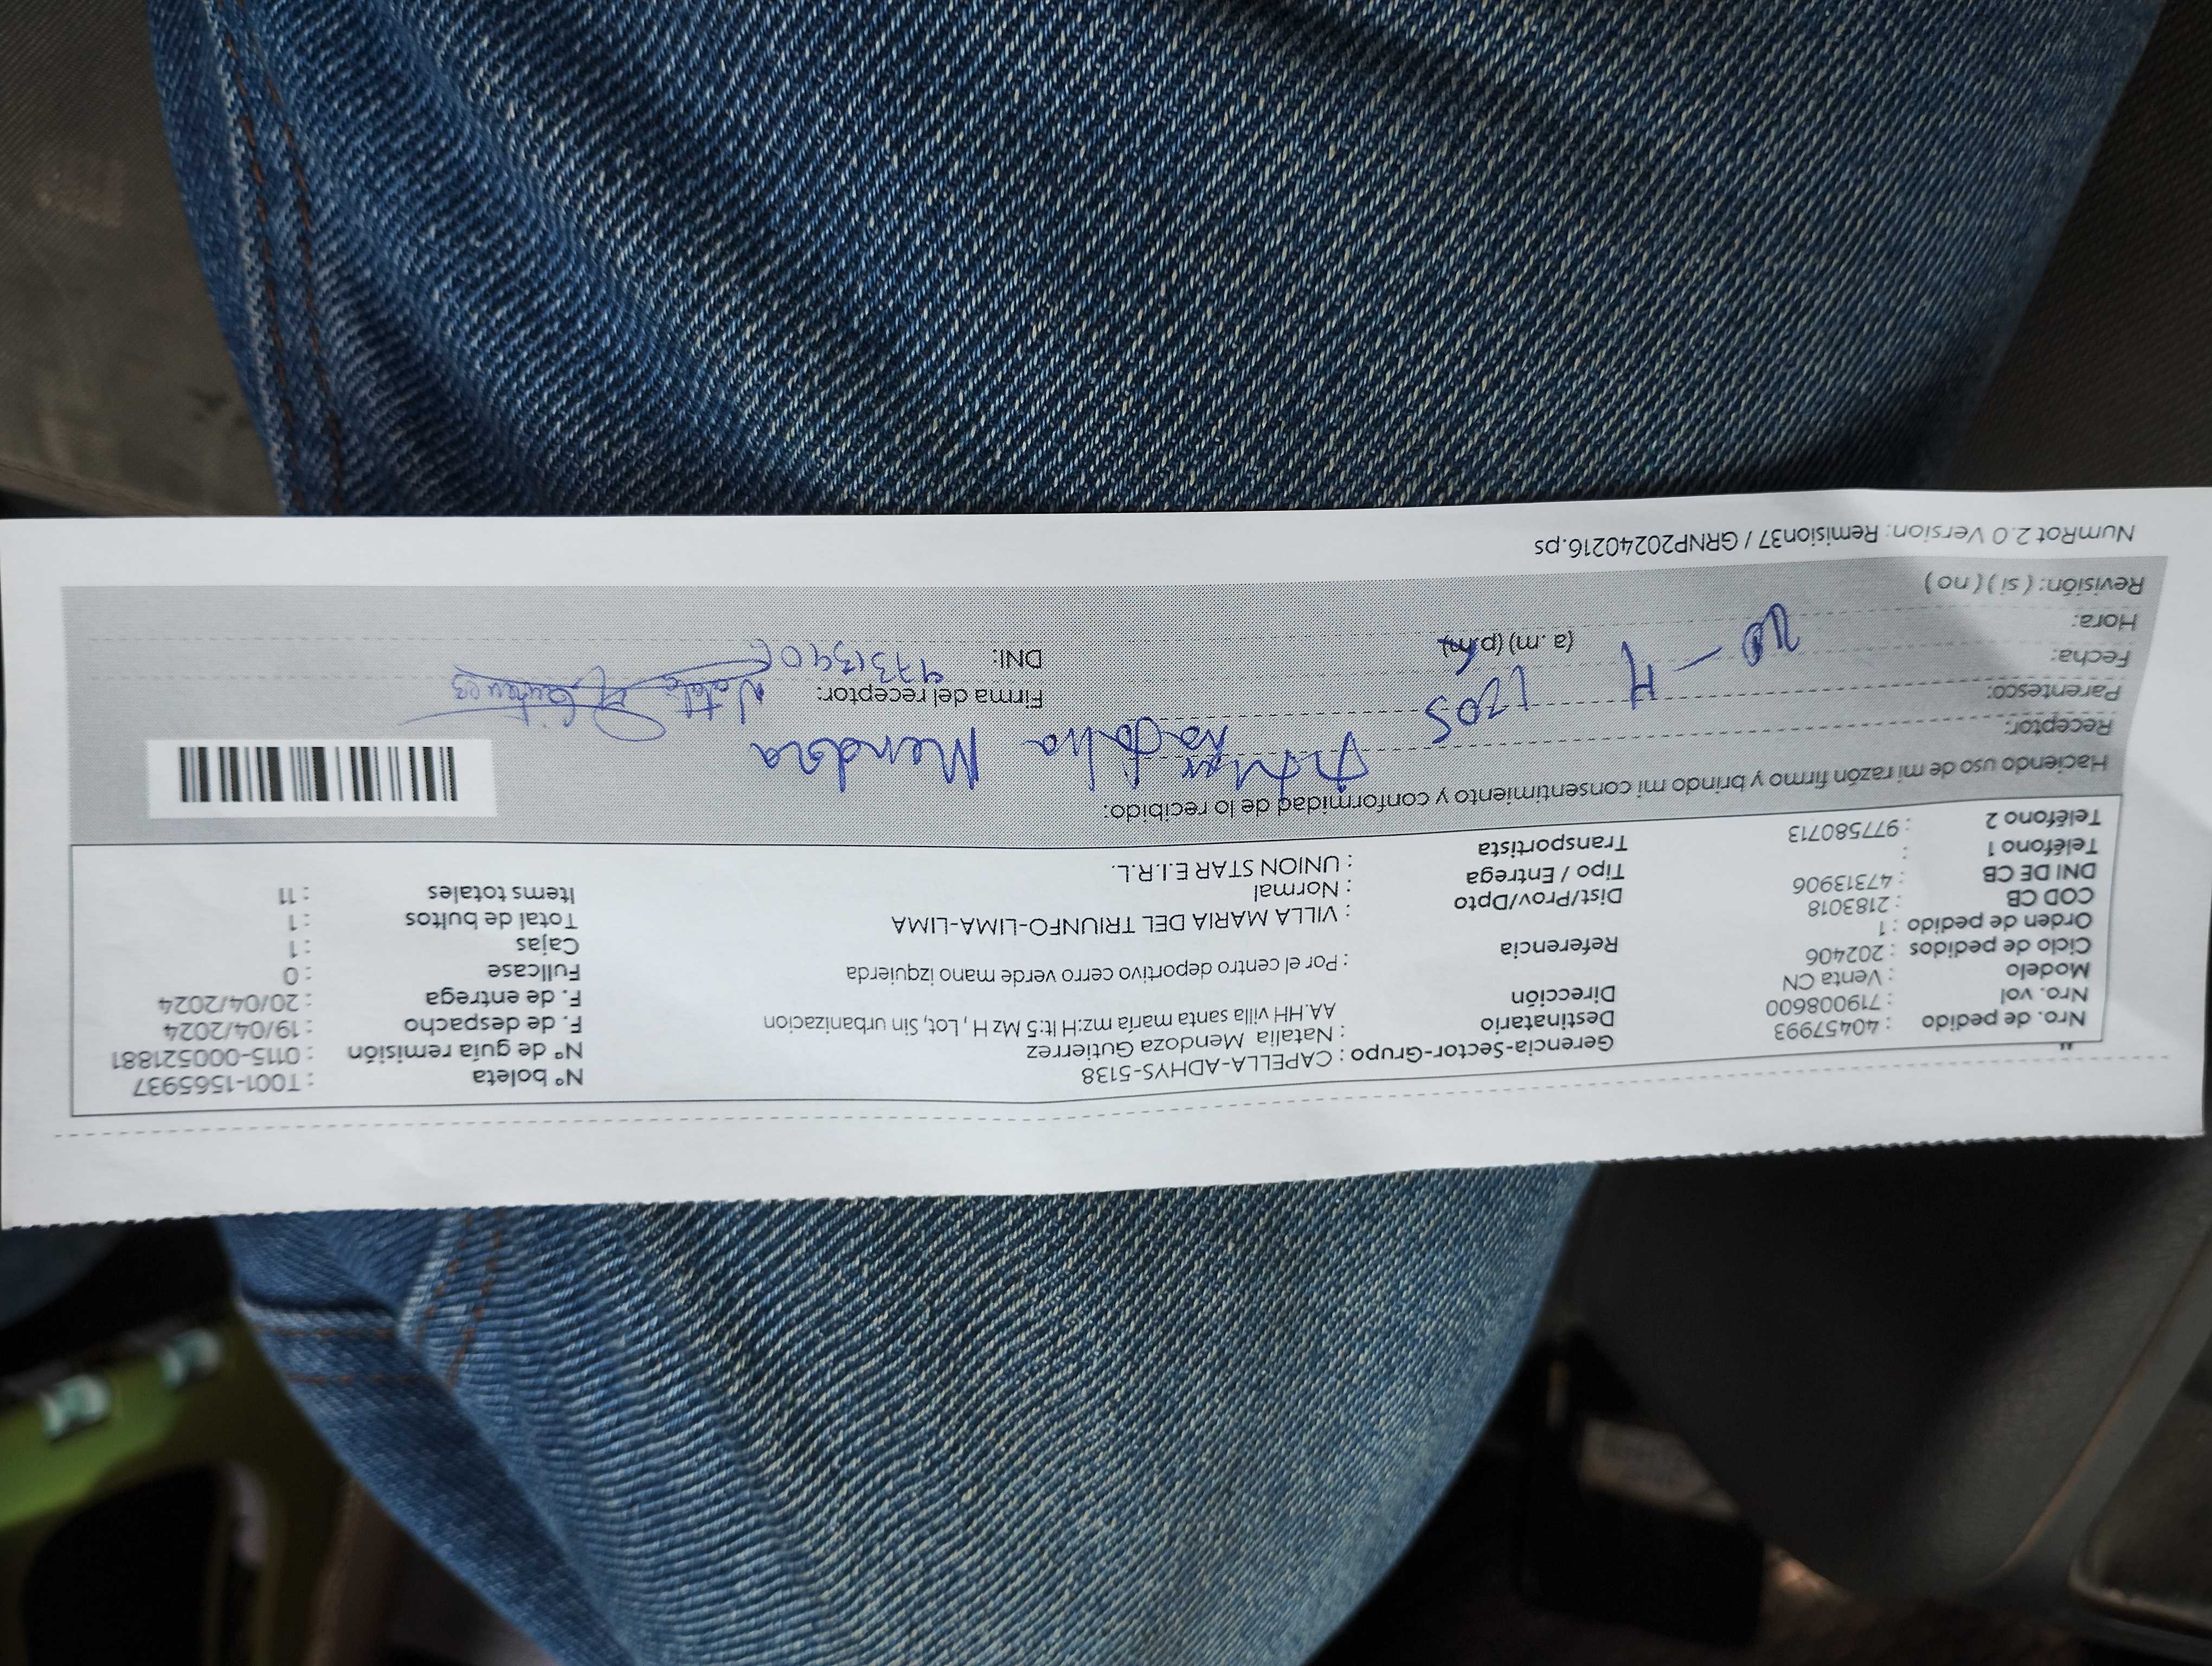 Gerencia-Sector-Grupo : CAPELLA-ADHYS-5138
Nº boleta : T001-1565937
Nro. de pedido : 40457993
Destinatario : Natalia Mendoza Gutierrez
Nº de guía remisión : 0115-000521881
Nro. vol : 719008600
Dirección AA.HH villa santa maría mz:H lt:5 Mz H , Lot, Sin urbanizacion
F. de despacho : 19/04/2024
Modelo : Venta CN
F. de entrega : 20/04/2024
Ciclo de pedidos : 202406
Referencia : Por el centro deportivo cerro verde mano izquierda
Fullcase : 0
Orden de pedido : 1
Cajas : 1
COD CB : 2183018
Dist/Prov/Dpto : VILLA MARIA DEL TRIUNFO-LIMA-LIMA
Total de bultos : 1
DNI DE CB : 47313906
Tipo / Entrega : Normal
Items totales : 11
Teléfono 1 :
Transportista : UNION STAR E.I.R.L.
Teléfono 2 : 977580713
Haciendo uso de mi razón firmo y brindo mi consentimiento y conformidad de lo recibido:
Receptor: Natalia Mendoza
Parentesco:
Firma del receptor:
Fecha:
DNI: 47313906
Hora: (a .m) (p.m)
Revisión: ( si ) ( no )
NumRot 2.0 Version: Remision37 / GRNP20240216.ps